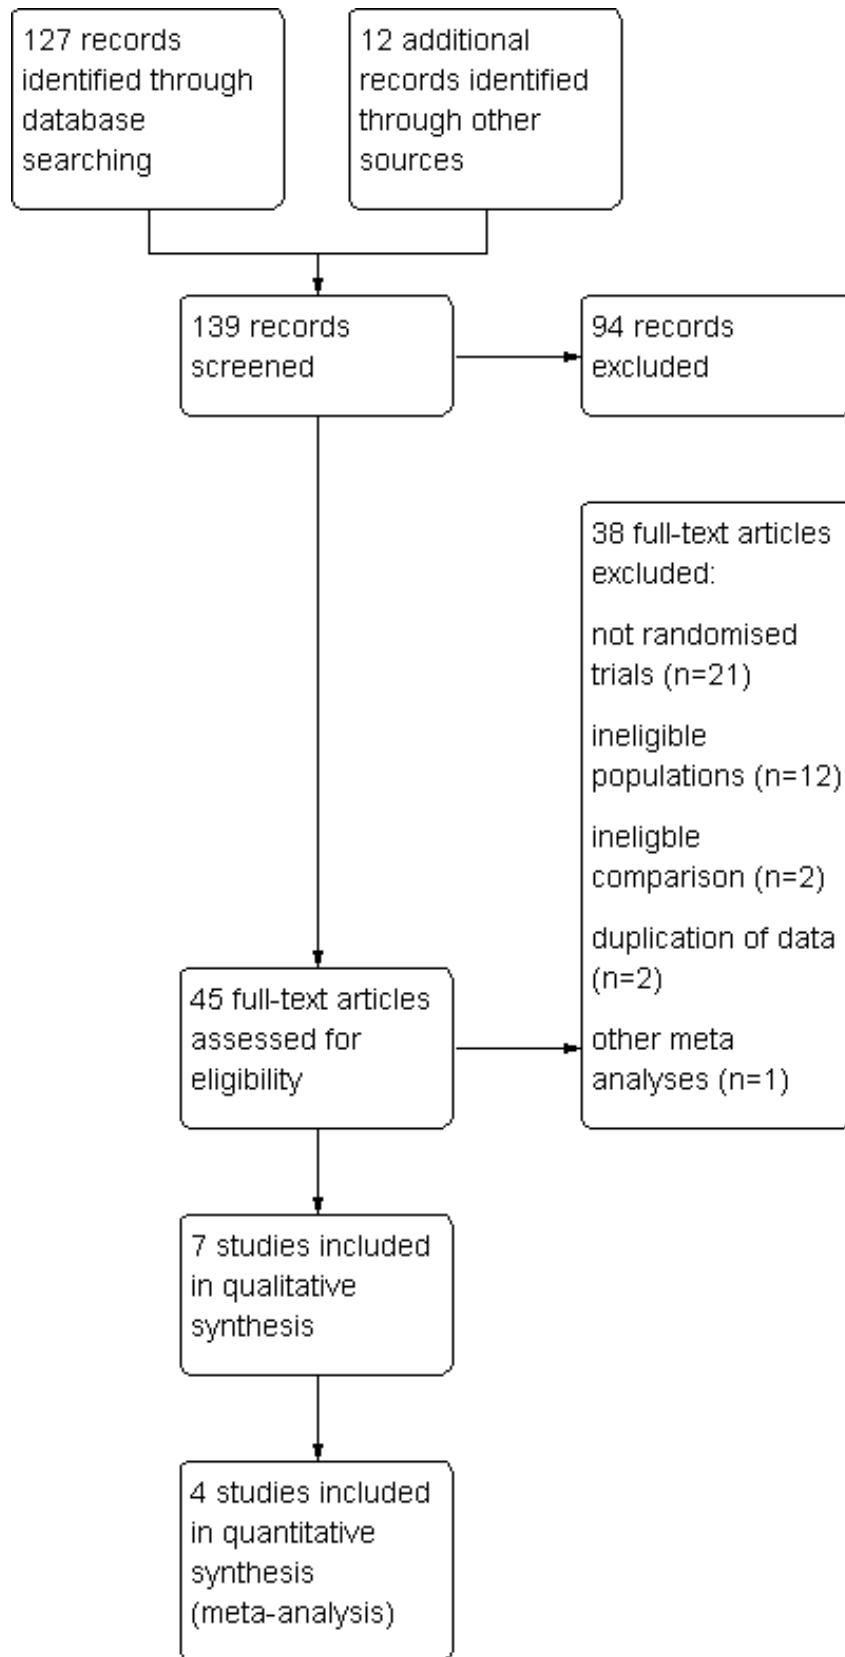 127 records
identified through
database
searching
12 additional
records identified
through other
sources
139 records
screened
94 records
excluded
38 full-text articles
excluded:
not randomised
trials (n=21)
ineligible
populations (n=12)
ineligble
comparison (n=2)
duplication of data
(n=2)
other meta
analyses (n=1)
45 full-text articles
assessed for
eligibility
7 studies included
in qualitative
synthesis
4 studies included
in quantitative
synthesis
(meta-analysis)